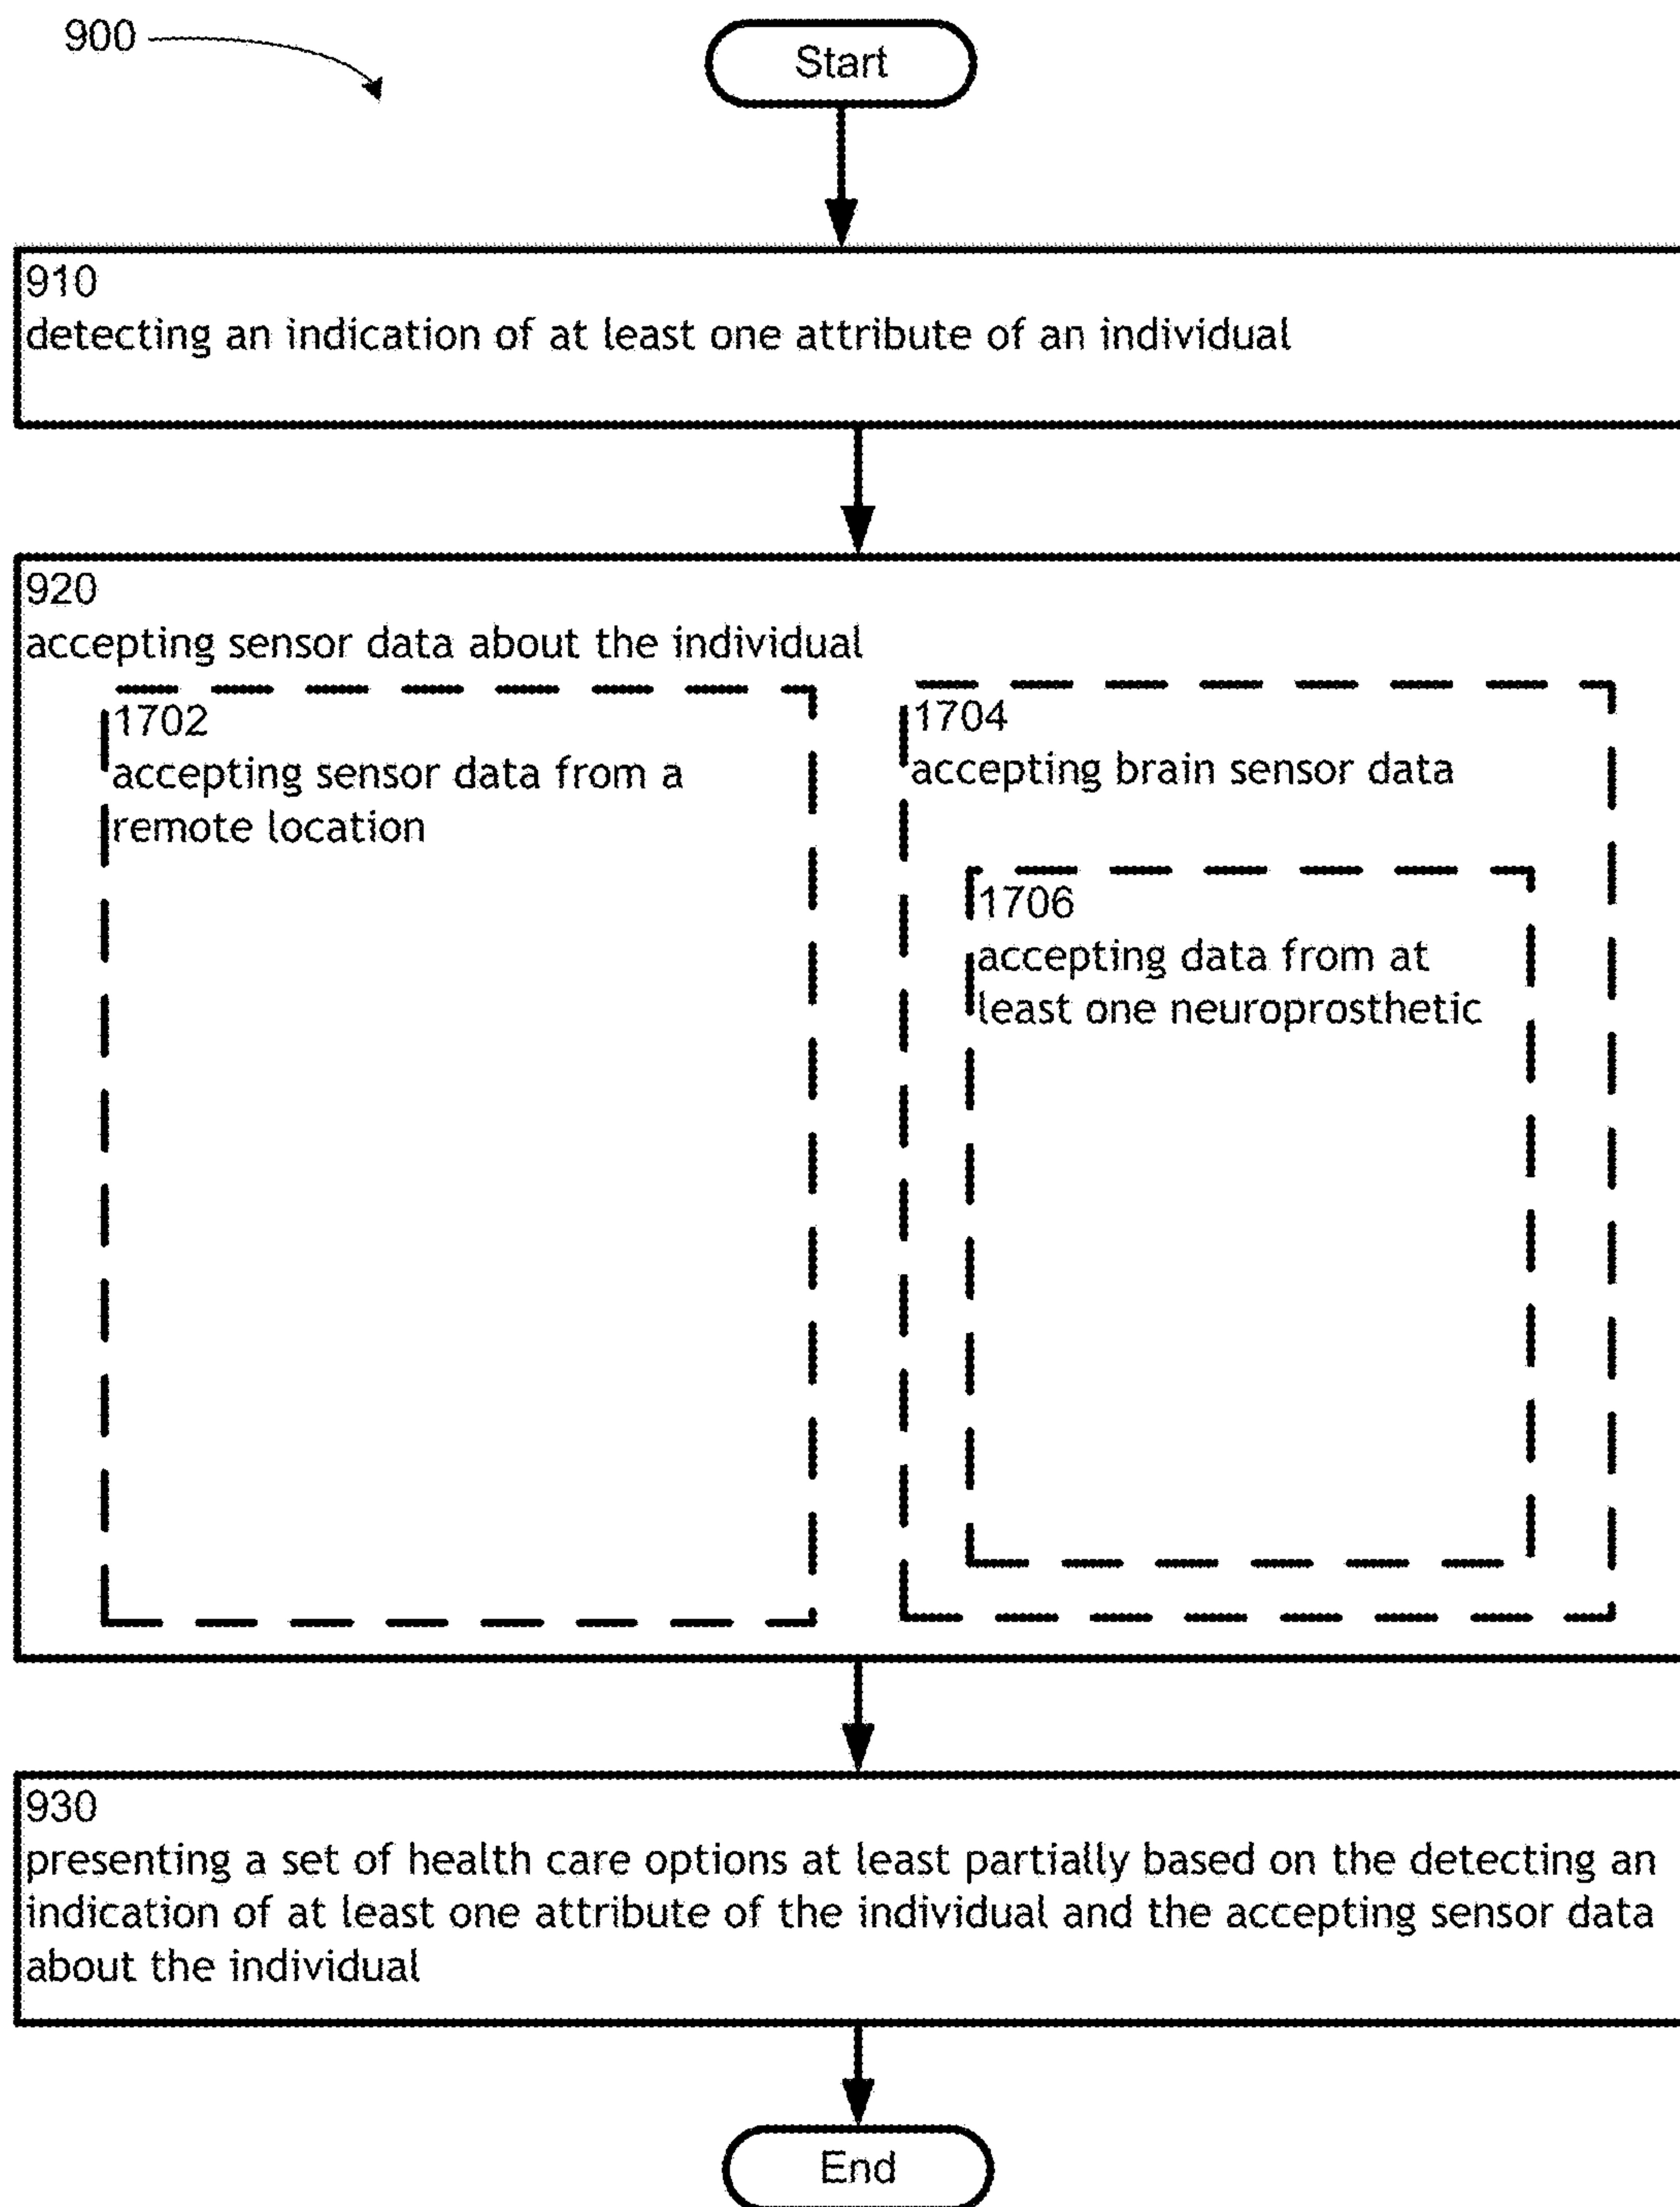 900
Start
910
detecting an indication of at least one attribute of an individual
920
accepting sensor data about the individual
1702
accepting sensor data from a
remote location
1704
accepting brain sensor data
1706
accepting data from at
least one neuroprosthetic
930
presenting a set of health care options at least partially based on the detecting an
indication of at least one attribute of the individual and the accepting sensor data
about the individual
End